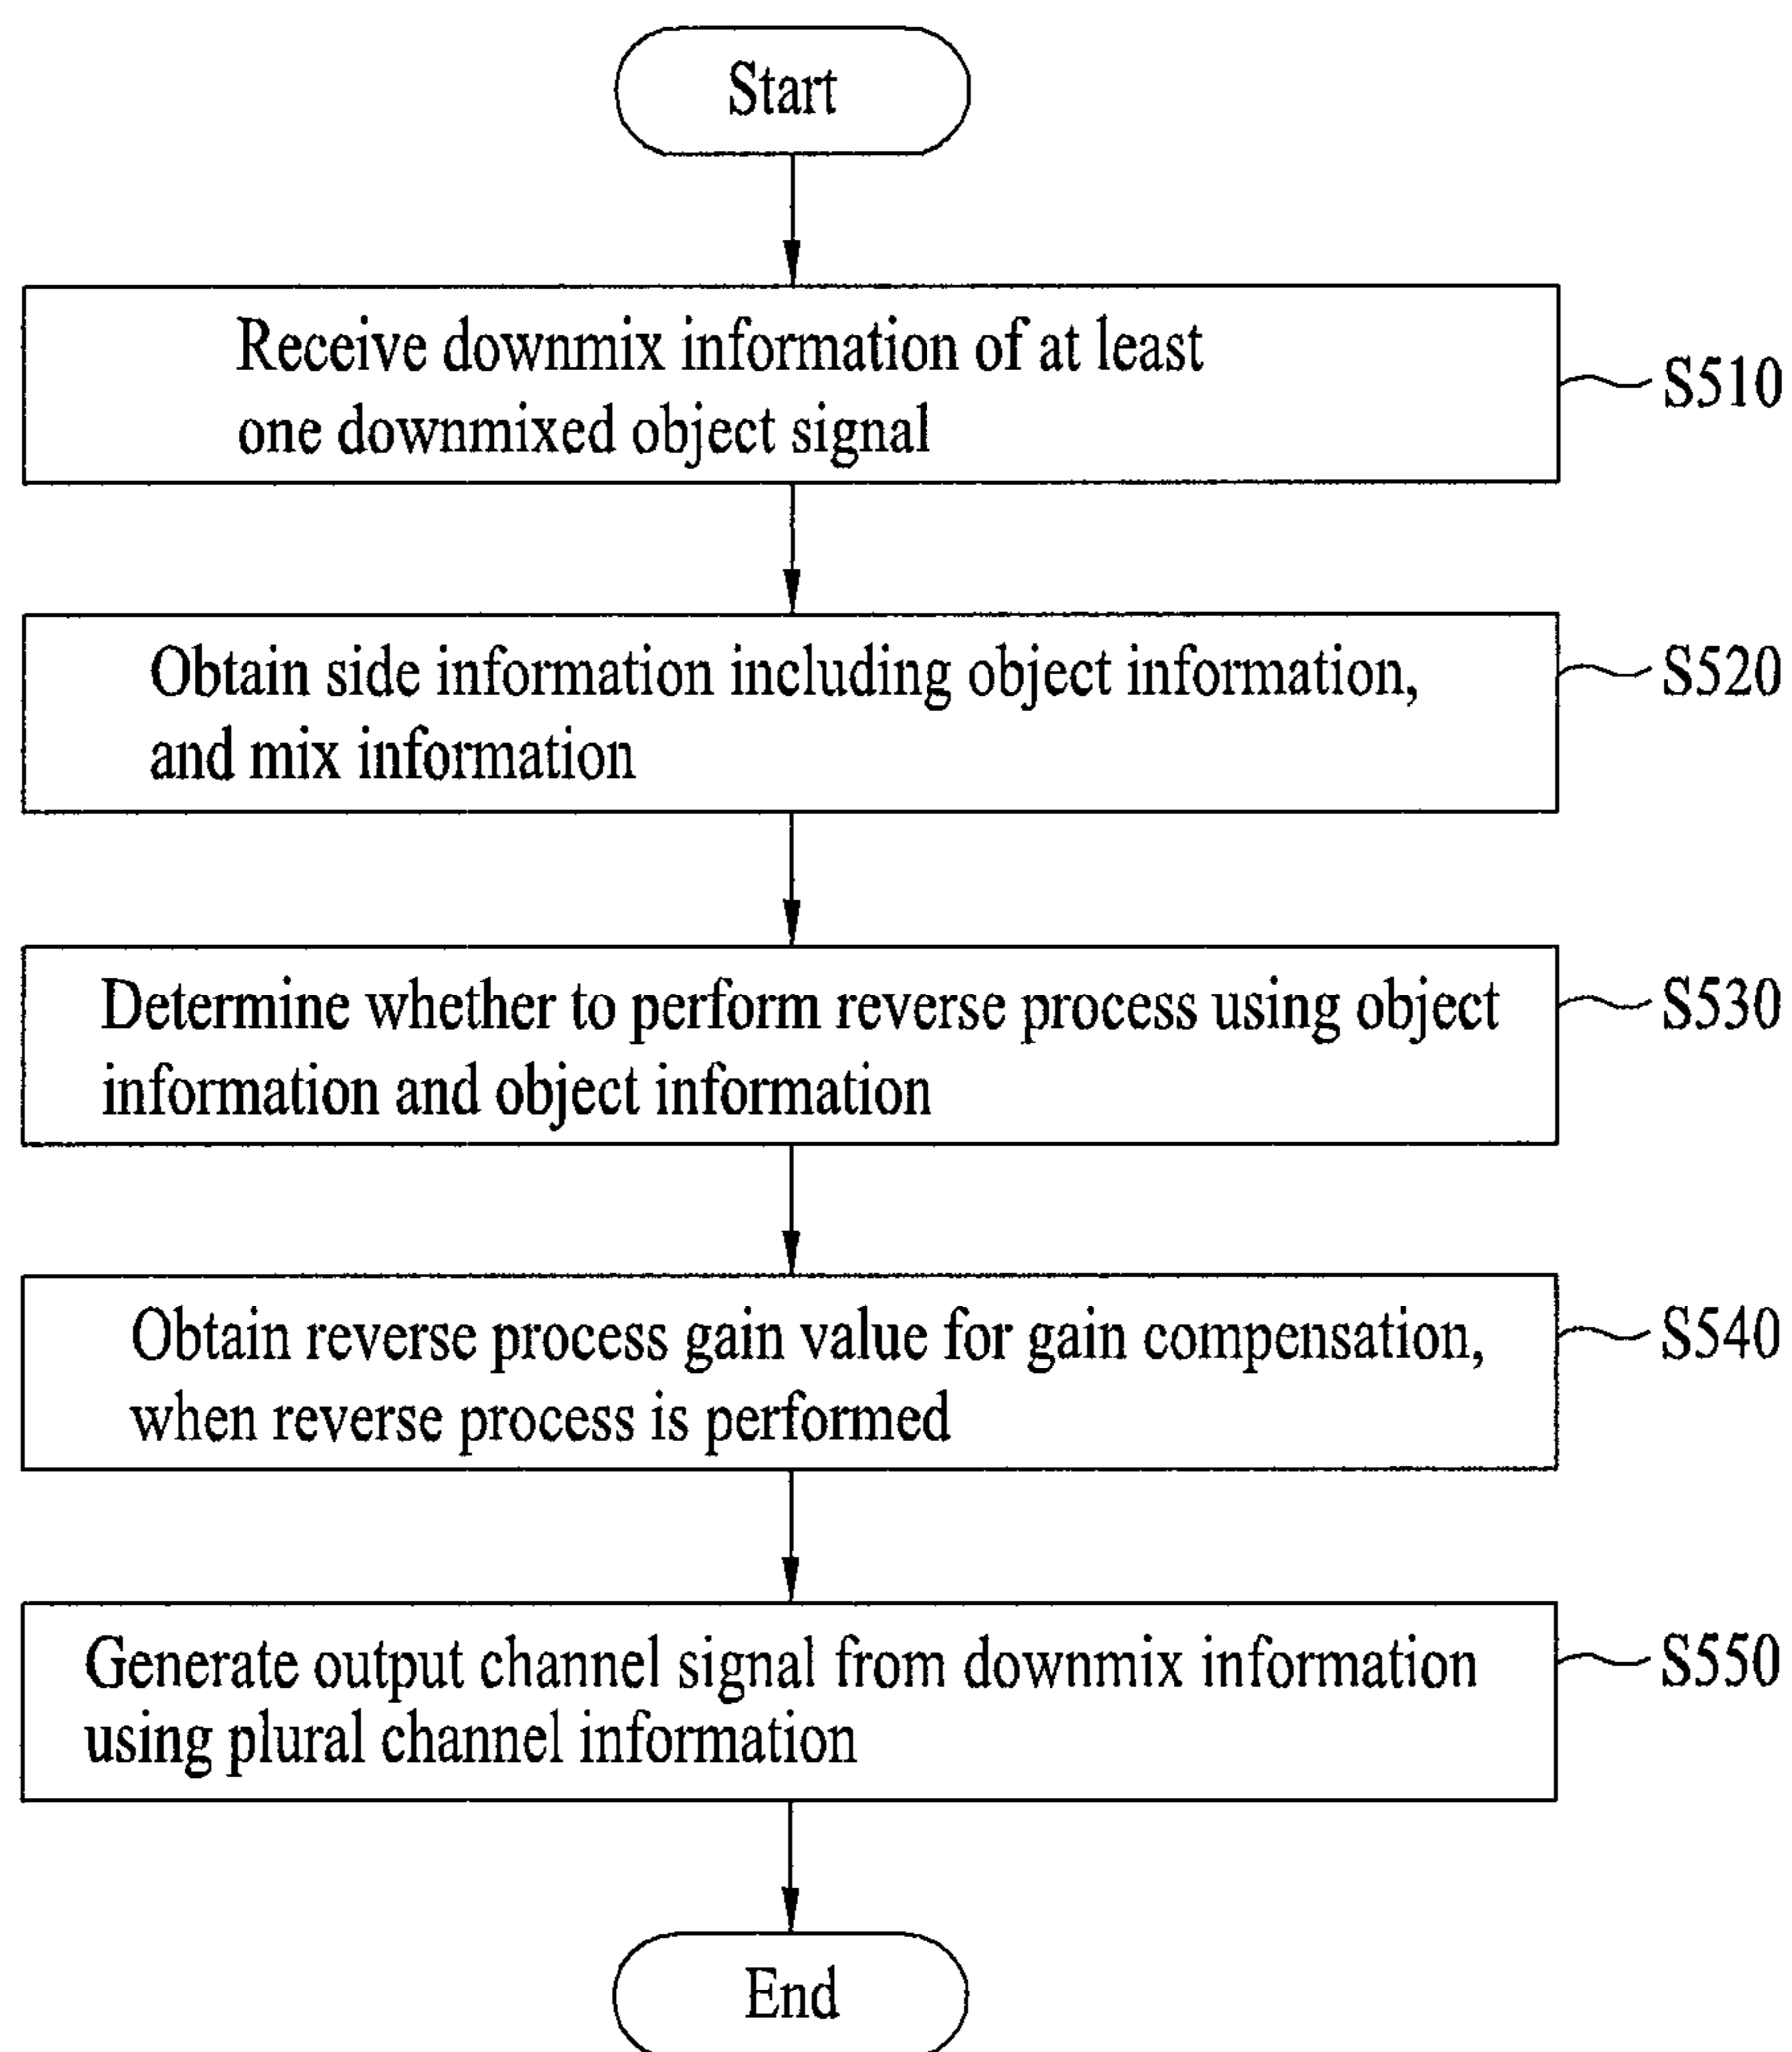 Start
Receive downmix information of at least
one downmixed object signal
S510
Obtain side information including object information,
and mix information
S520
Determine whether to perform reverse process using object
information and object information
S530
Obtain reverse process gain value for gain compensation,
when reverse process is performed
S540
Generate output channel signal from downmix information
using plural channel information
S550
End